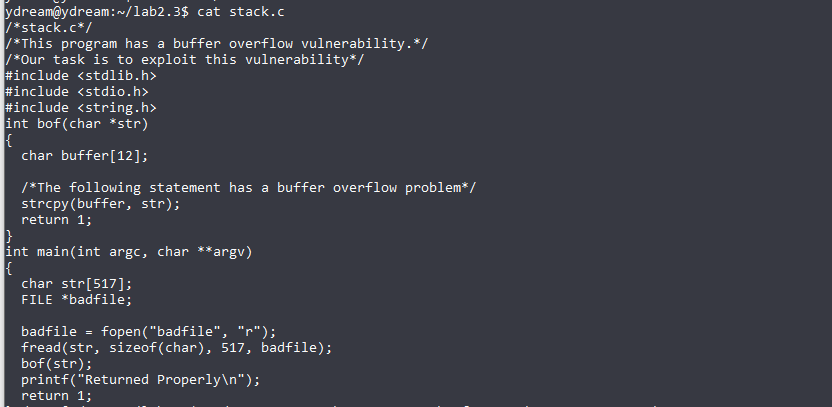 ydream@ydream:~/lab2.3$ cat stack.c
/*stack.c*/
/*This program has a buffer overflow vulnerability.*/
/*Our task is to exploit this vulnerability*/
#include <stdlib.h>
#include <stdio.h>
#include <string.h>
int bof(char *str)
{
  char buffer[12];

  /*The following statement has a buffer overflow problem*/
  strcpy(buffer, str);
  return 1;
}
int main(int argc, char **argv)
{
  char str[517];
  FILE *badfile;

  badfile = fopen("badfile", "r");
  fread(str, sizeof(char), 517, badfile);
  bof(str);
  printf("Returned Properly\n");
  return 1;